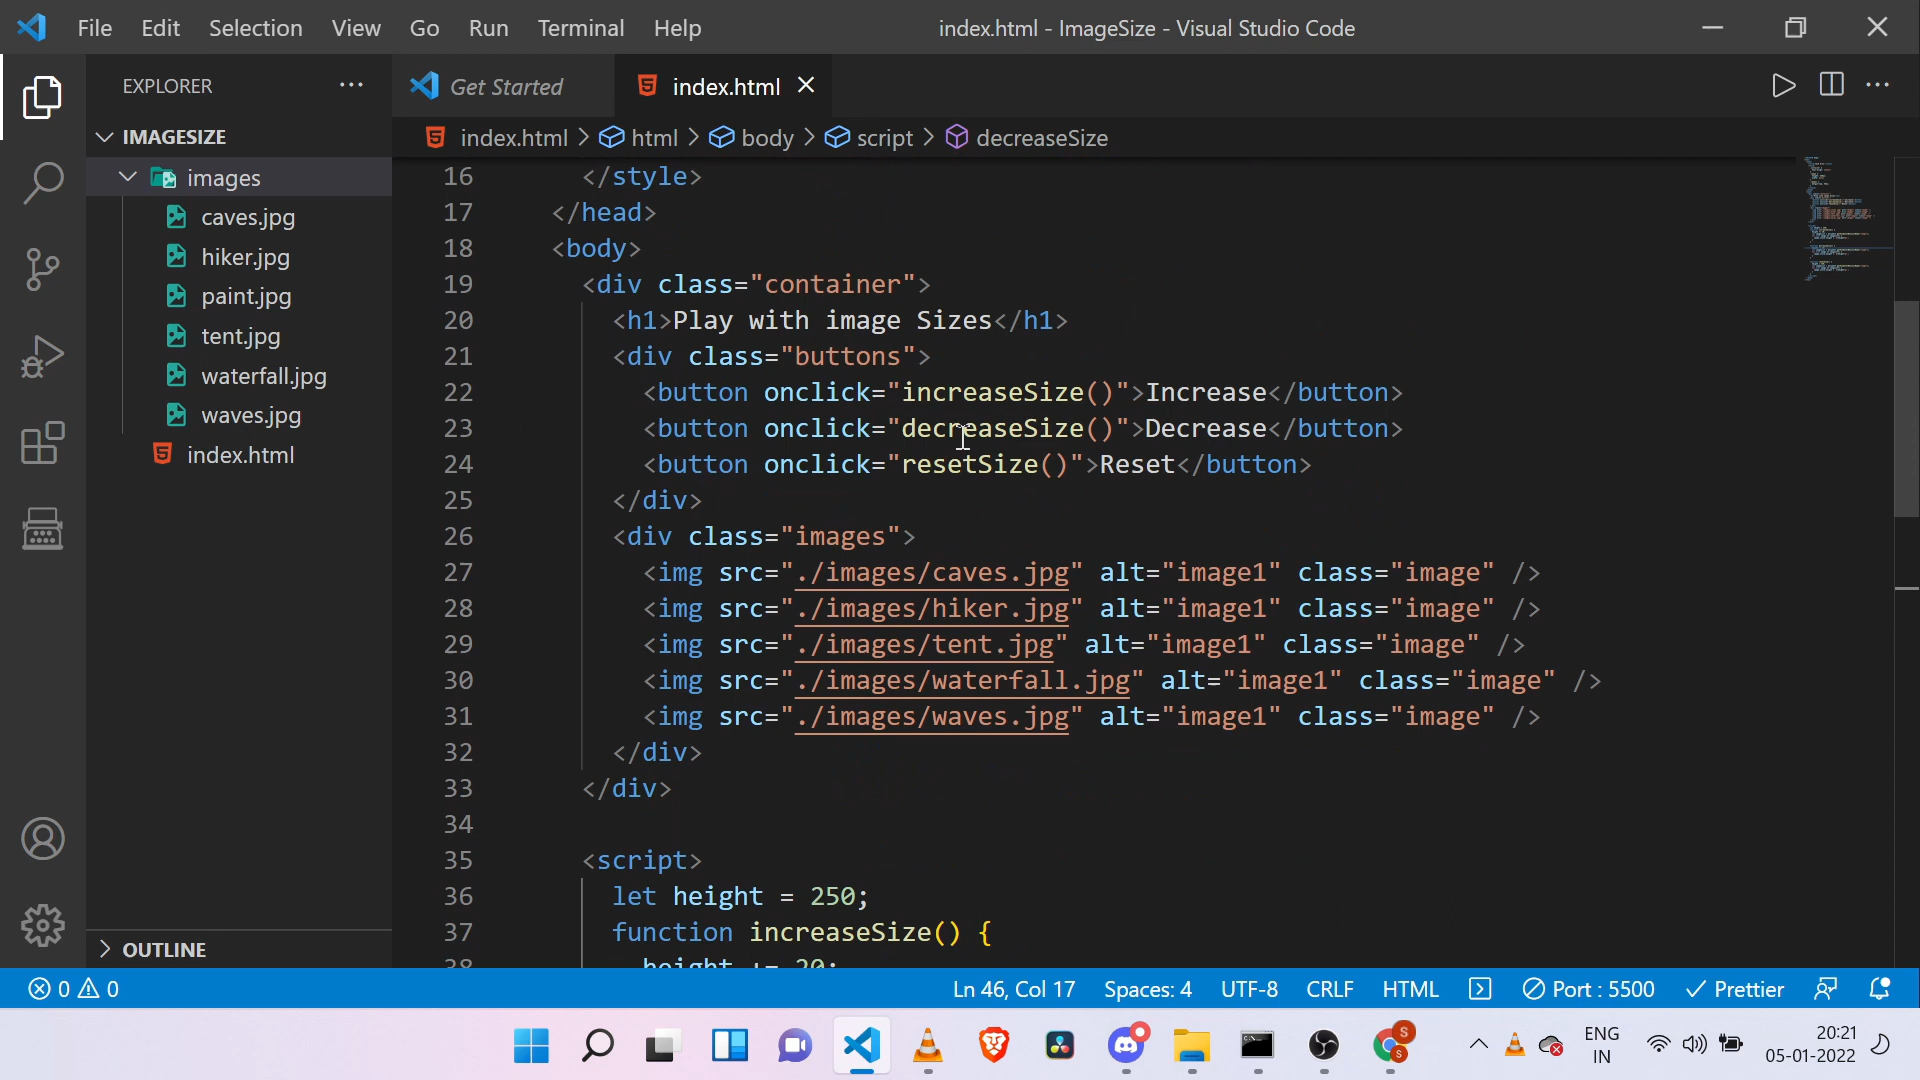 File Edit Selection View Go Run Terminal Help index.html - ImageSize - Visual Studio Code
EXPLORER
IMAGESIZE
images
caves.jpg
hiker.jpg
paint.jpg
tent.jpg
waterfall.jpg
waves.jpg
index.html
OUTLINE
Get Started index.html
index.html > html > body > script > decreaseSize
16 </style>
17 </head>
18 <body>
19 <div class="container">
20 <h1>Play with image Sizes</h1>
21 <div class="buttons">
22 <button onclick="increaseSize()">Increase</button>
23 <button onclick="decreaseSize()">Decrease</button>
24 <button onclick="resetSize()">Reset</button>
25 </div>
26 <div class="images">
27 <img src="./images/caves.jpg" alt="image1" class="image" />
28 <img src="./images/hiker.jpg" alt="image1" class="image" />
29 <img src="./images/tent.jpg" alt="image1" class="image" />
30 <img src="./images/waterfall.jpg" alt="image1" class="image" />
31 <img src="./images/waves.jpg" alt="image1" class="image" />
32 </div>
33 </div>
34
35 <script>
36 let height = 250;
37 function increaseSize() {
38 height += 20;
0 0 Ln 46, Col 17 Spaces: 4 UTF-8 CRLF HTML Port : 5500 Prettier
S
S
ENG
IN
20:21
05-01-2022